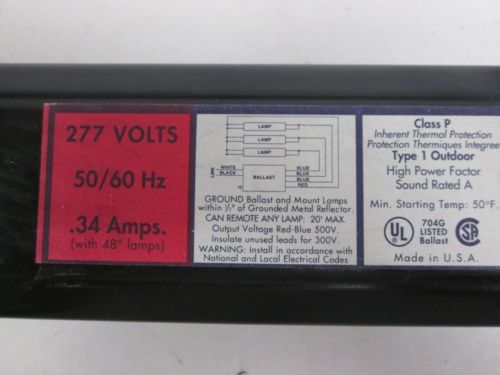 277 VOLTS
50/60 Hz
.34 Amps.
(with 48" lamps)
LAMP
LAMP
LAMP
LINE
WHITE
BLACK
BALLAST
BLUE
BLUE
BLUE
RED
GROUND Ballast and Mount Lamps
within ½" of Grounded Metal Reflector.
CAN REMOTE ANY LAMP: 20' MAX.
Output Voltage Red-Blue 500V.
Insulate unused leads for 300V.
WARNING: Install in accordance with
National and Local Electrical Codes
Class P
Inherent Thermal Protection
Protection Thermiques Integree
Type 1 Outdoor
High Power Factor
Sound Rated A
Min. Starting Temp: 50°F.
UL
704G
LISTED
Ballast
SA
Made in U.S.A.